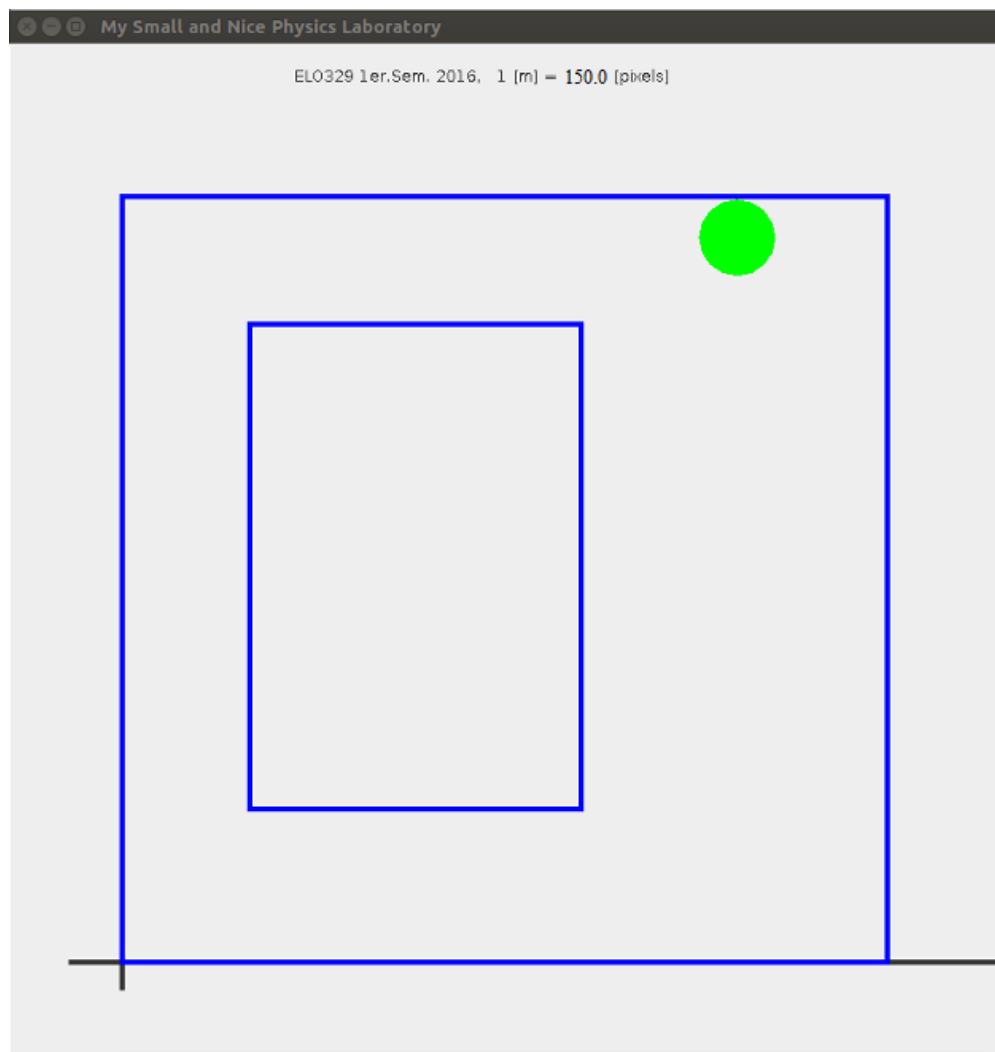 My Small and Nice Physics Laboratory
ELO329 1er.Sem. 2016,   1 [m] = 150.0 [pixels]